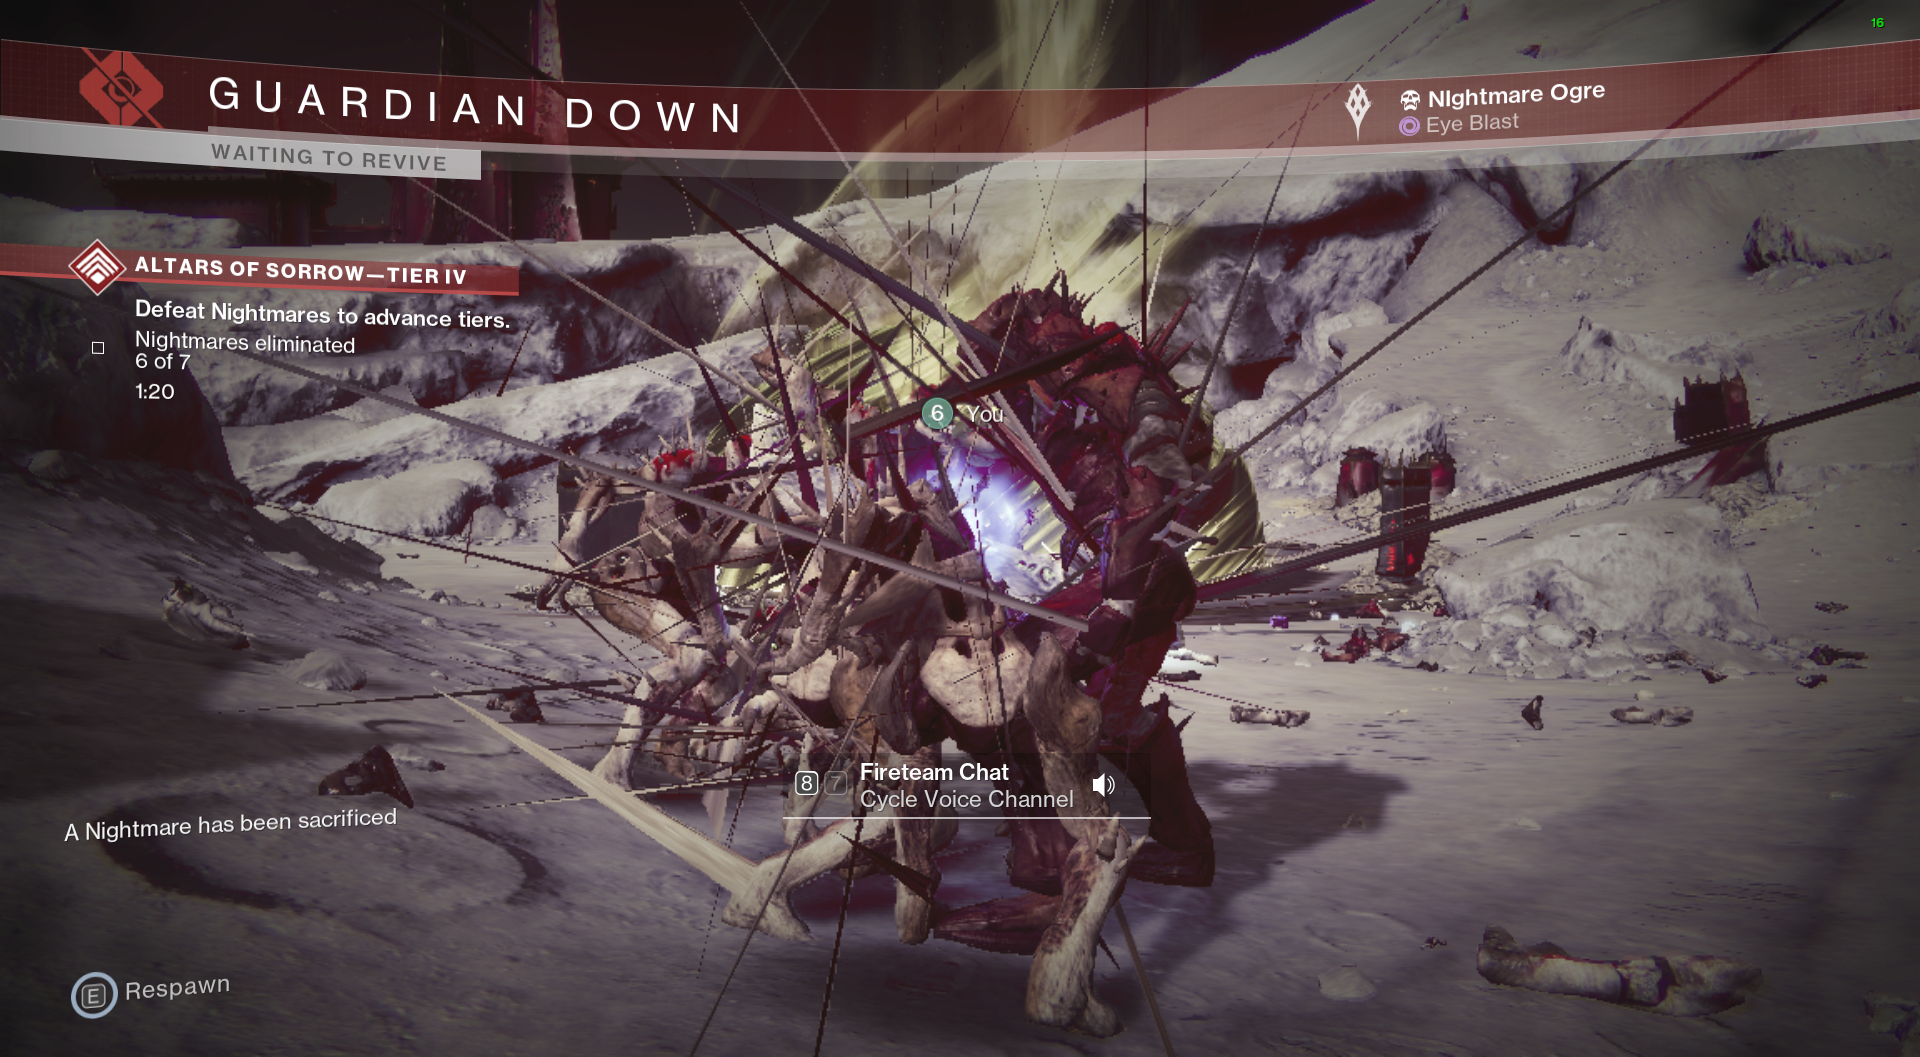 16
GUARDIAN DOWN
WAITING TO REVIVE
NIghtmare Ogre
Eye Blast
ALTARS OF SORROW—TIER IV
Defeat Nightmares to advance tiers.
Nightmares eliminated
6 of 7
1:20
6 You
8 7 Fireteam Chat
Cycle Voice Channel
A Nightmare has been sacrificed
E Respawn